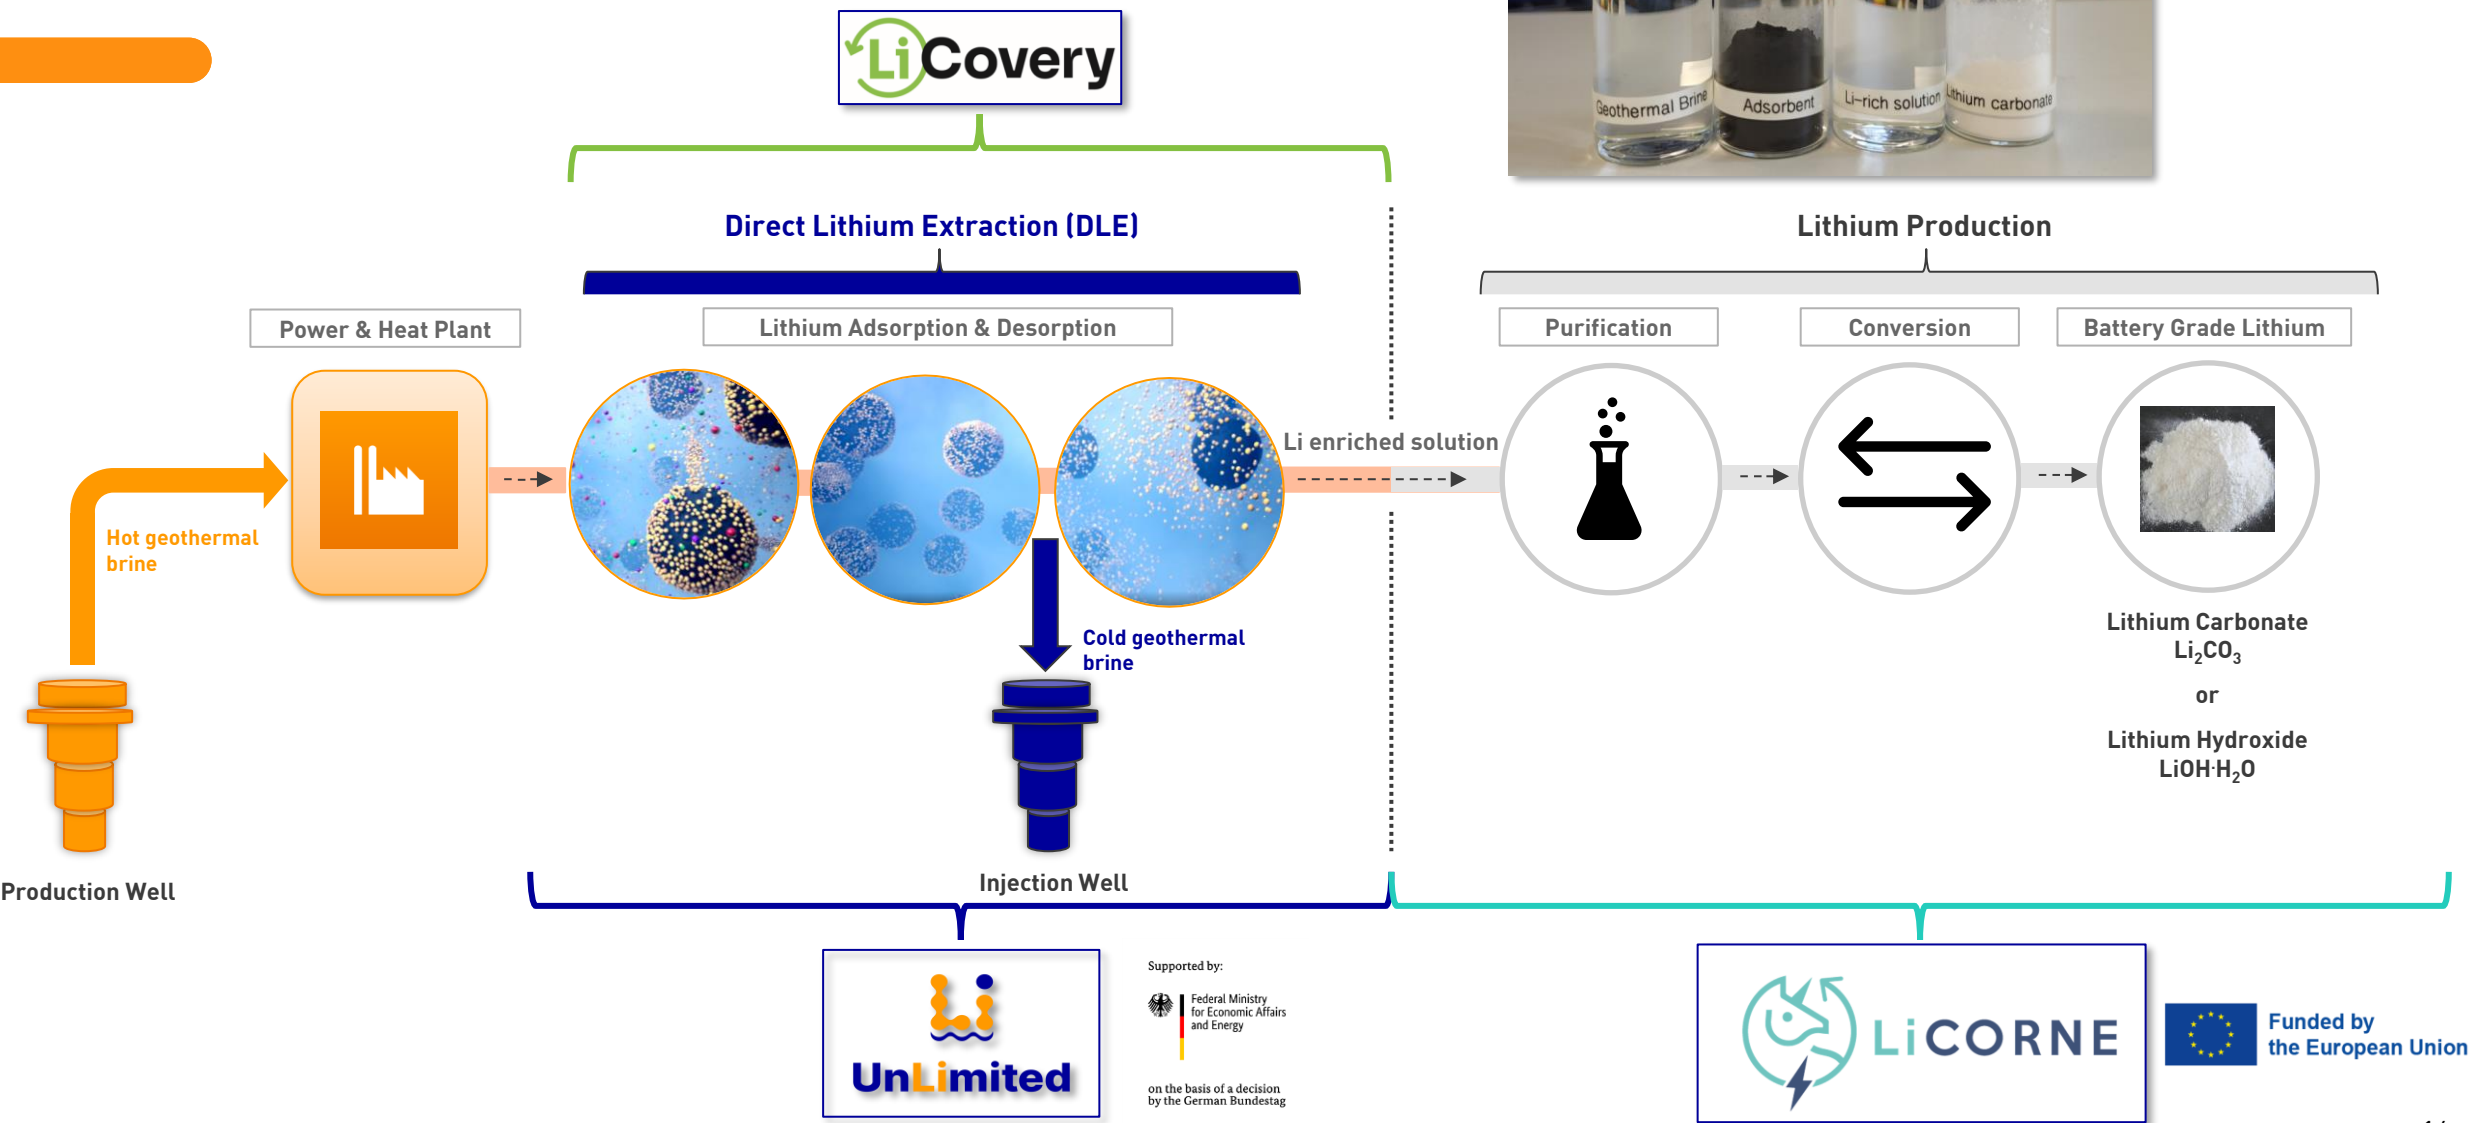 LiCovery
Geothermal Brine
Adsorbent
Li-rich solution
Lithium carbonate
Direct Lithium Extraction (DLE)
Lithium Production
Power & Heat Plant
Lithium Adsorption & Desorption
Purification
Conversion
Battery Grade Lithium
Li enriched solution
Hot geothermal
brine
Cold geothermal
brine
Lithium Carbonate
Li₂CO₃
or
Lithium Hydroxide
LiOH·H₂O
Production Well
Injection Well
Li
UnLimited
Supported by:
Federal Ministry
for Economic Affairs
and Energy
on the basis of a decision
by the German Bundestag
LiCORNE
Funded by
the European Union